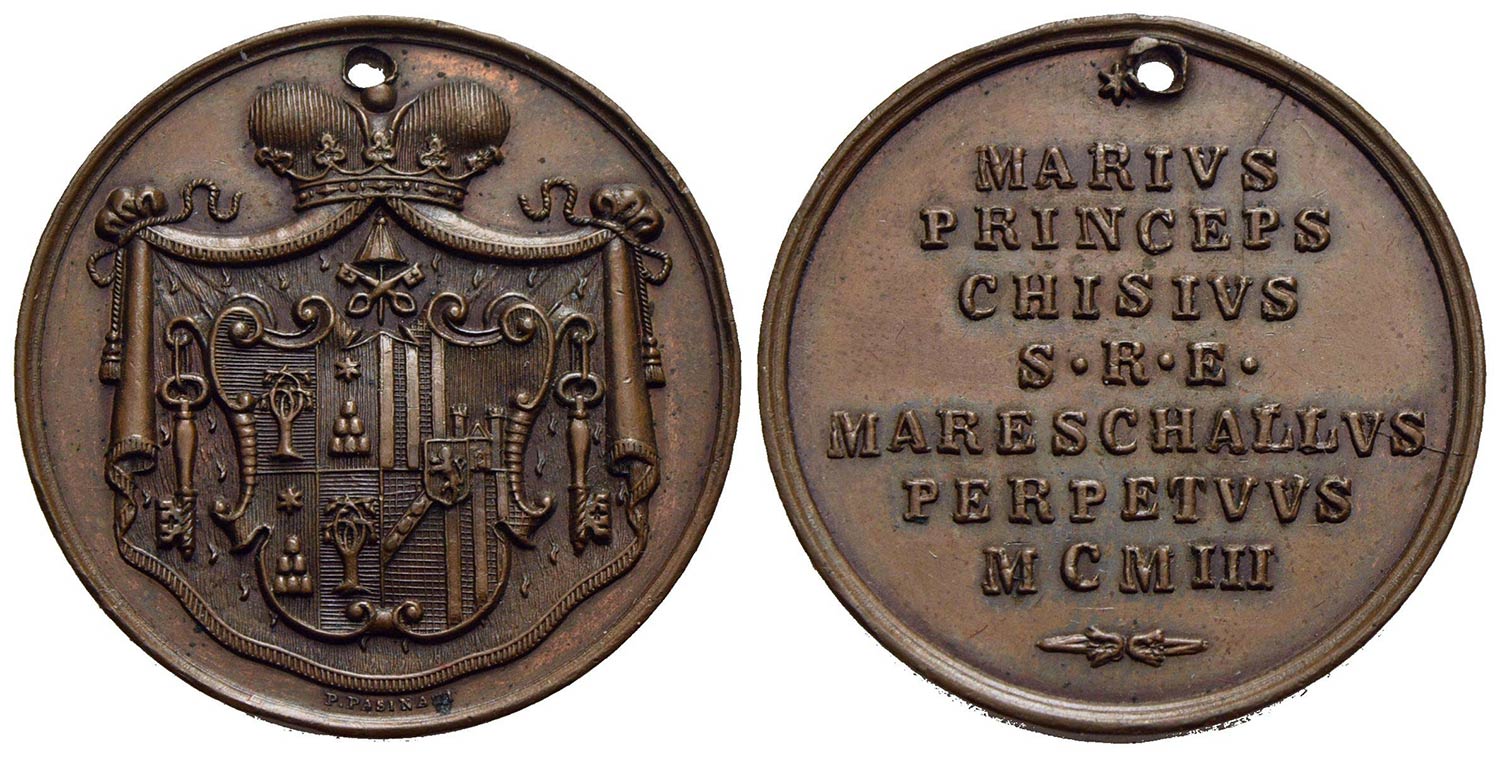 P. PASINATI
MARIVS
PRINCEPS
CHISIVS
S·R·E·
MARESCHALLVS
PERPETVVS
MCMIII